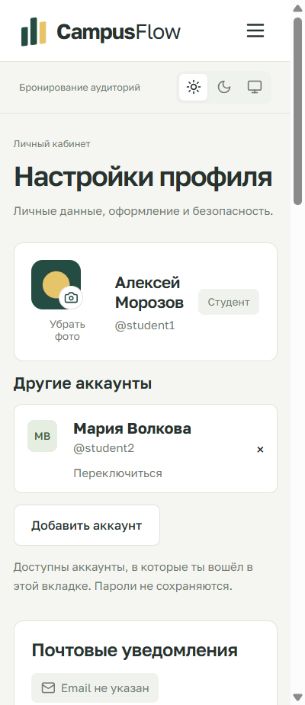 CampusFlow
Бронирование аудиторий
Личный кабинет
Настройки профиля
Личные данные, оформление и безопасность.
Убрать
фото
Алексей
Морозов
@student1
Студент
Другие аккаунты
МВ
Мария Волкова
@student2
Переключиться
×
Добавить аккаунт
Доступны аккаунты, в которые ты вошёл в
этой вкладке. Пароли не сохраняются.
Почтовые уведомления
Email не указан